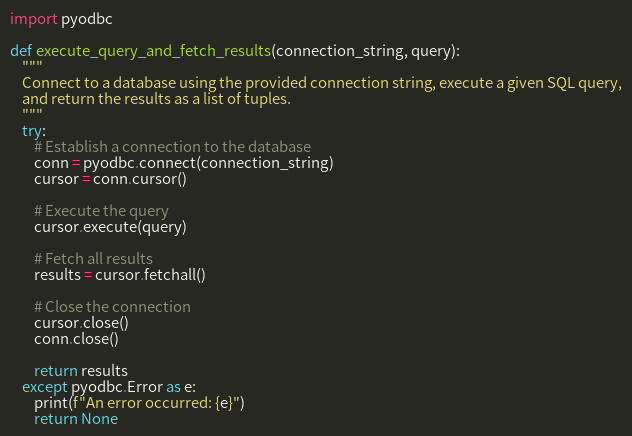 import pyodbc

def execute_query_and_fetch_results(connection_string, query):
    """
    Connect to a database using the provided connection string, execute a given SQL query,
    and return the results as a list of tuples.
    """
    try:
        # Establish a connection to the database
        conn = pyodbc.connect(connection_string)
        cursor = conn.cursor()

        # Execute the query
        cursor.execute(query)

        # Fetch all results
        results = cursor.fetchall()

        # Close the connection
        cursor.close()
        conn.close()

        return results
    except pyodbc.Error as e:
        print(f"An error occurred: {e}")
        return None